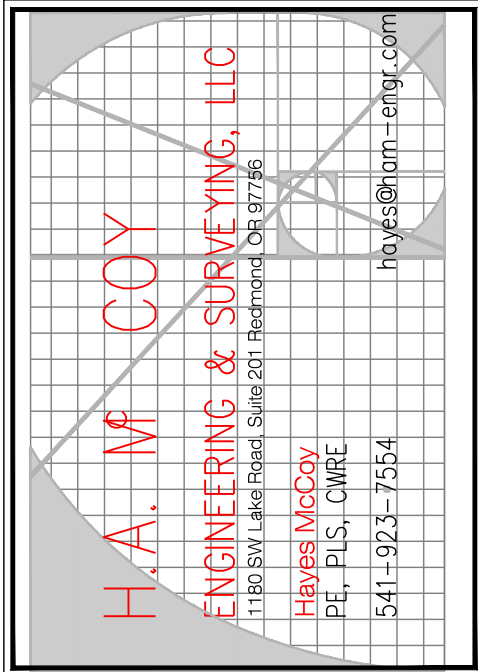 H.A. McCOY
ENGINEERING & SURVEYING, LLC
1180 SW Lake Road, Suite 201 Redmond, OR 97756
Hayes McCoy
PE, PLS, CWRE
541-923-7554 hayes@ham-engr.com